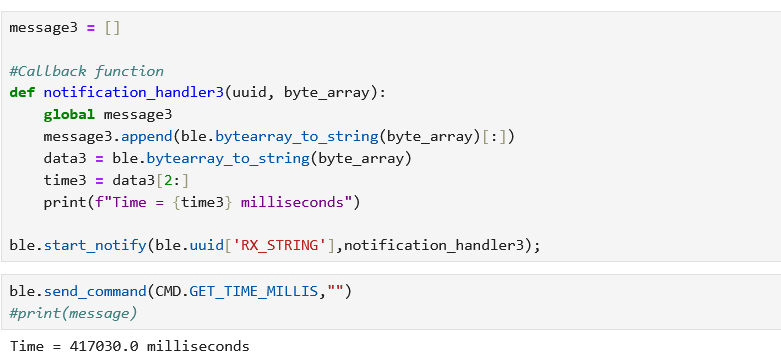 message3 = []
#Callback function
def notification_handler3(uuid, byte_array):
    global message3
    message3.append(ble.bytearray_to_string(byte_array)[:])
    data3 = ble.bytearray_to_string(byte_array)
    time3 = data3[2:]
    print(f"Time = {time3} milliseconds")
ble.start_notify(ble.uuid['RX_STRING'],notification_handler3);
ble.send_command(CMD.GET_TIME_MILLIS,"")
#print(message)
Time = 417030.0 milliseconds